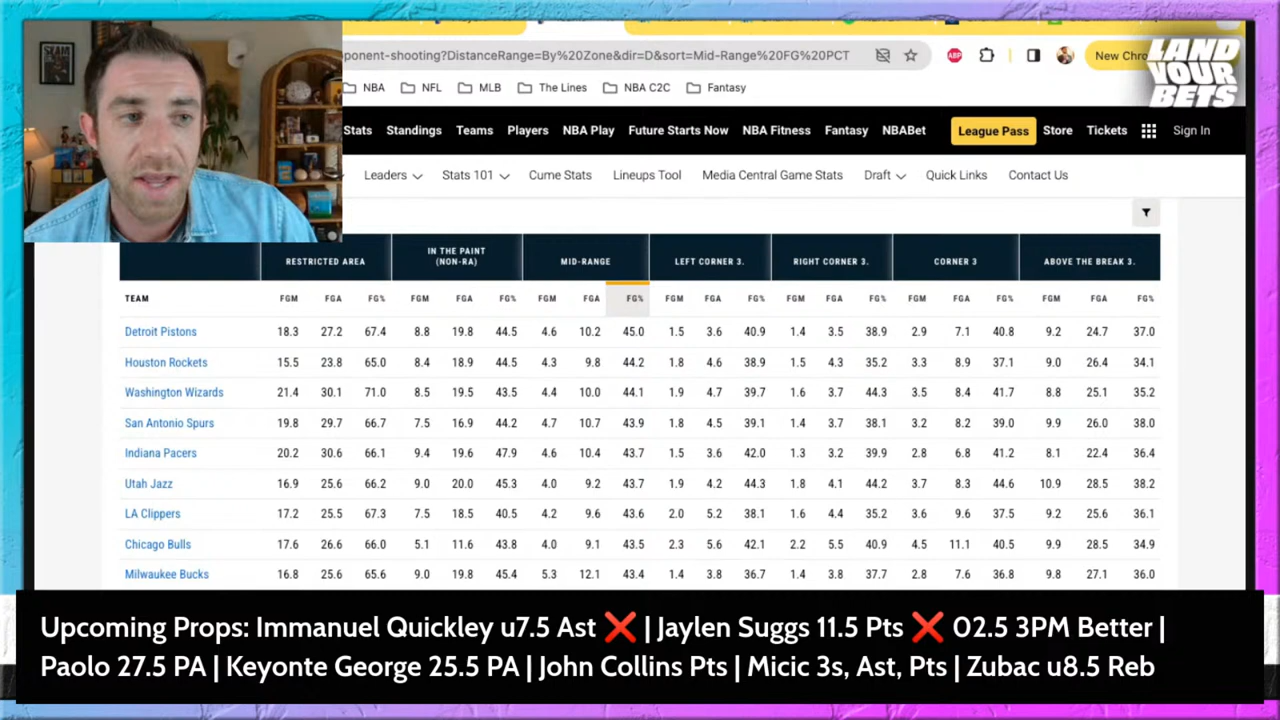 SLAM
ponent-shooting?DistanceRange=By%20Zone&dir=D&sort=Mid-Range%20FG%20PCT
ABP
New Chro
LAND
YOUR
BETS
NBA
NFL
MLB
The Lines
NBA C2C
Fantasy
Stats Standings Teams Players NBA Play Future Starts Now NBA Fitness Fantasy NBABet League Pass Store Tickets Sign In
Leaders Stats 101 Cume Stats Lineups Tool Media Central Game Stats Draft Quick Links Contact Us
RESTRICTED AREA IN THE PAINT (NON-RA) MID-RANGE LEFT CORNER 3. RIGHT CORNER 3. CORNER 3 ABOVE THE BREAK 3.
TEAM FGM FGA FG% FGM FGA FG% FGM FGA FG% FGM FGA FG% FGM FGA FG% FGM FGA FG% FGM FGA FG%
Detroit Pistons 18.3 27.2 67.4 8.8 19.8 44.5 4.6 10.2 45.0 1.5 3.6 40.9 1.4 3.5 38.9 2.9 7.1 40.8 9.2 24.7 37.0
Houston Rockets 15.5 23.8 65.0 8.4 18.9 44.5 4.3 9.8 44.2 1.8 4.6 38.9 1.5 4.3 35.2 3.3 8.9 37.1 9.0 26.4 34.1
Washington Wizards 21.4 30.1 71.0 8.5 19.5 43.5 4.4 10.0 44.1 1.9 4.7 39.7 1.6 3.7 44.3 3.5 8.4 41.7 8.8 25.1 35.2
San Antonio Spurs 19.8 29.7 66.7 7.5 16.9 44.2 4.7 10.7 43.9 1.8 4.5 39.1 1.4 3.7 38.1 3.2 8.2 39.0 9.9 26.0 38.0
Indiana Pacers 20.2 30.6 66.1 9.4 19.6 47.9 4.6 10.4 43.7 1.5 3.6 42.0 1.3 3.2 39.9 2.8 6.8 41.2 8.1 22.4 36.4
Utah Jazz 16.9 25.6 66.2 9.0 20.0 45.3 4.0 9.2 43.7 1.9 4.2 44.3 1.8 4.1 44.2 3.7 8.3 44.6 10.9 28.5 38.2
LA Clippers 17.2 25.5 67.3 7.5 18.5 40.5 4.2 9.6 43.6 2.0 5.2 38.1 1.6 4.4 35.2 3.6 9.6 37.5 9.2 25.6 36.1
Chicago Bulls 17.6 26.6 66.0 5.1 11.6 43.8 4.0 9.1 43.5 2.3 5.6 42.1 2.2 5.5 40.9 4.5 11.1 40.5 9.9 28.5 34.9
Milwaukee Bucks 16.8 25.6 65.6 9.0 19.8 45.4 5.3 12.1 43.4 1.4 3.8 36.7 1.4 3.8 37.7 2.8 7.6 36.8 9.8 27.1 36.0
Upcoming Props: Immanuel Quickley u7.5 Ast ❌ | Jaylen Suggs 11.5 Pts ❌ O2.5 3PM Better |
Paolo 27.5 PA | Keyonte George 25.5 PA | John Collins Pts | Micic 3s, Ast, Pts | Zubac u8.5 Reb